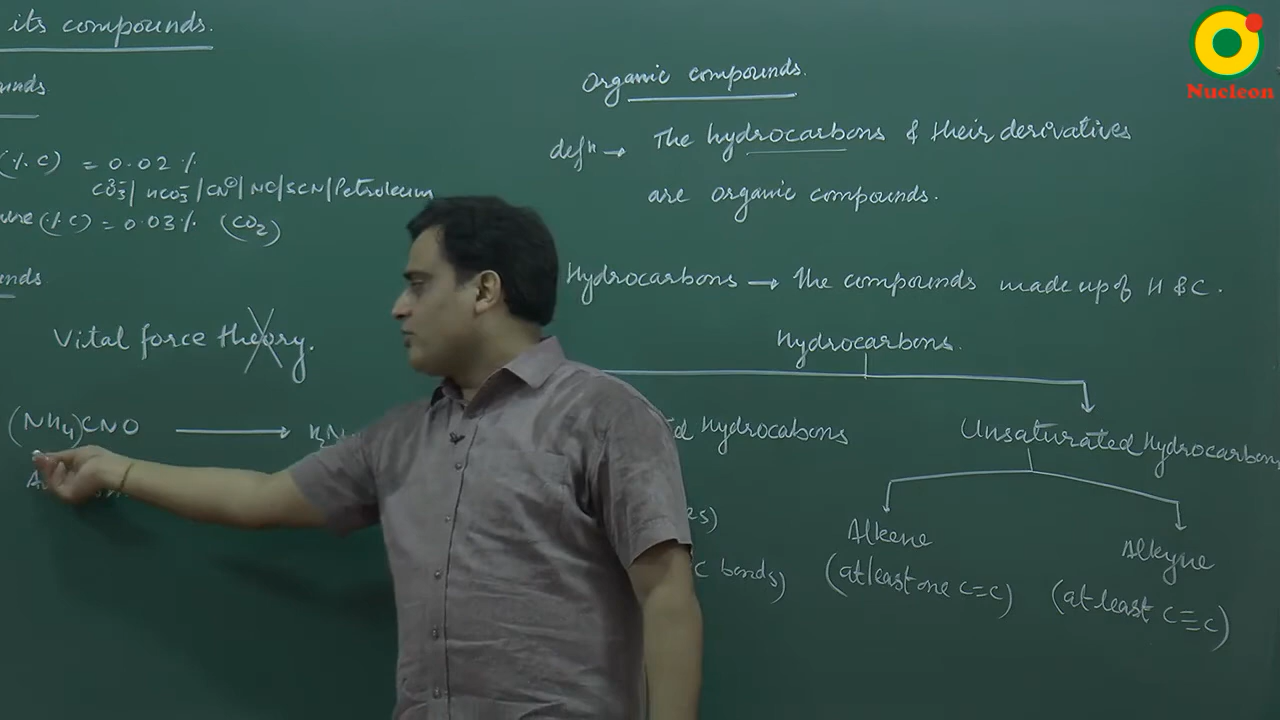 its compounds.
(% C) = 0.02 %
CO₃²⁻ | HCO₃⁻ | CN⁻ | NC | SCN | Petroleum
(% C) = 0.03 % (CO2)
Vital force theory.
(NH4)CNO ⟶
Organic compounds.
defⁿ → The hydrocarbons & their derivatives
are organic compounds.
Hydrocarbons → The compounds made up of H & C.
Hydrocarbons.
Hydrocabons
Unsaturated Hydrocarbons
bonds)
Alkene
(atleast one C=C)
Alkyne
(at least C≡C)
Nucleon